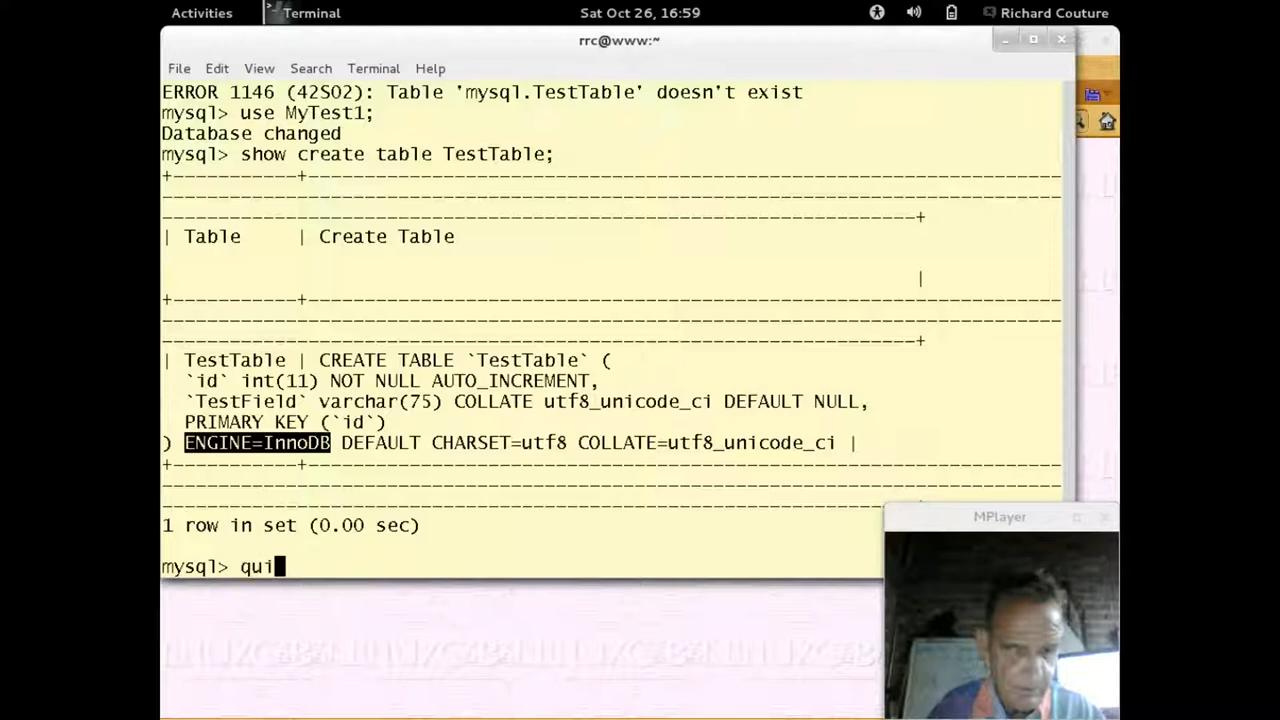 Activities Terminal Sat Oct 26, 16:59 Richard Couture
rrc@www:~
File Edit View Search Terminal Help
ERROR 1146 (42S02): Table 'mysql.TestTable' doesn't exist
mysql> use MyTest1;
Database changed
mysql> show create table TestTable;
+-----------+-------------------------------------------------------------------
--------------------------------------------------------------------------------
-------------------------------------------------------------------+
| Table     | Create Table
|
+-----------+-------------------------------------------------------------------
--------------------------------------------------------------------------------
-------------------------------------------------------------------+
| TestTable | CREATE TABLE `TestTable` (
  `id` int(11) NOT NULL AUTO_INCREMENT,
  `TestField` varchar(75) COLLATE utf8_unicode_ci DEFAULT NULL,
  PRIMARY KEY (`id`)
) ENGINE=InnoDB DEFAULT CHARSET=utf8 COLLATE=utf8_unicode_ci |
+-----------+-------------------------------------------------------------------
--------------------------------------------------------------------------------
-------------------------------------------------------------------+
1 row in set (0.00 sec)
MPlayer
mysql> qui